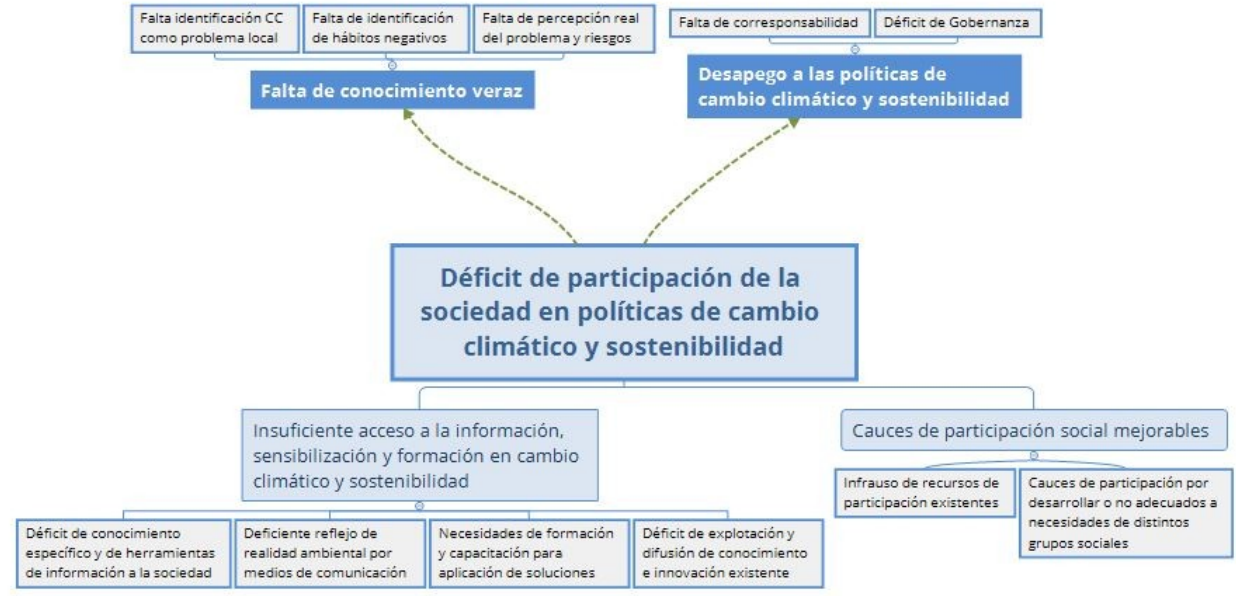 Falta identificación CC
como problema local
Falta de identificación
de hábitos negativos
Falta de percepción real
del problema y riesgos
Falta de corresponsabilidad
Déficit de Gobernanza
Falta de conocimiento veraz
Desapego a las políticas de
cambio climático y sostenibilidad
Déficit de participación de la
sociedad en políticas de cambio
climático y sostenibilidad
Insuficiente acceso a la información,
sensibilización y formación en cambio
climático y sostenibilidad
Cauces de participación social mejorables
Déficit de conocimiento
específico y de herramientas
de información a la sociedad
Deficiente reflejo de
realidad ambiental por
medios de comunicación
Necesidades de formación
y capacitación para
aplicación de soluciones
Déficit de explotación y
difusión de conocimiento
e innovación existente
Infrauso de recursos de
participación existentes
Cauces de participación por
desarrollar o no adecuados a
necesidades de distintos
grupos sociales